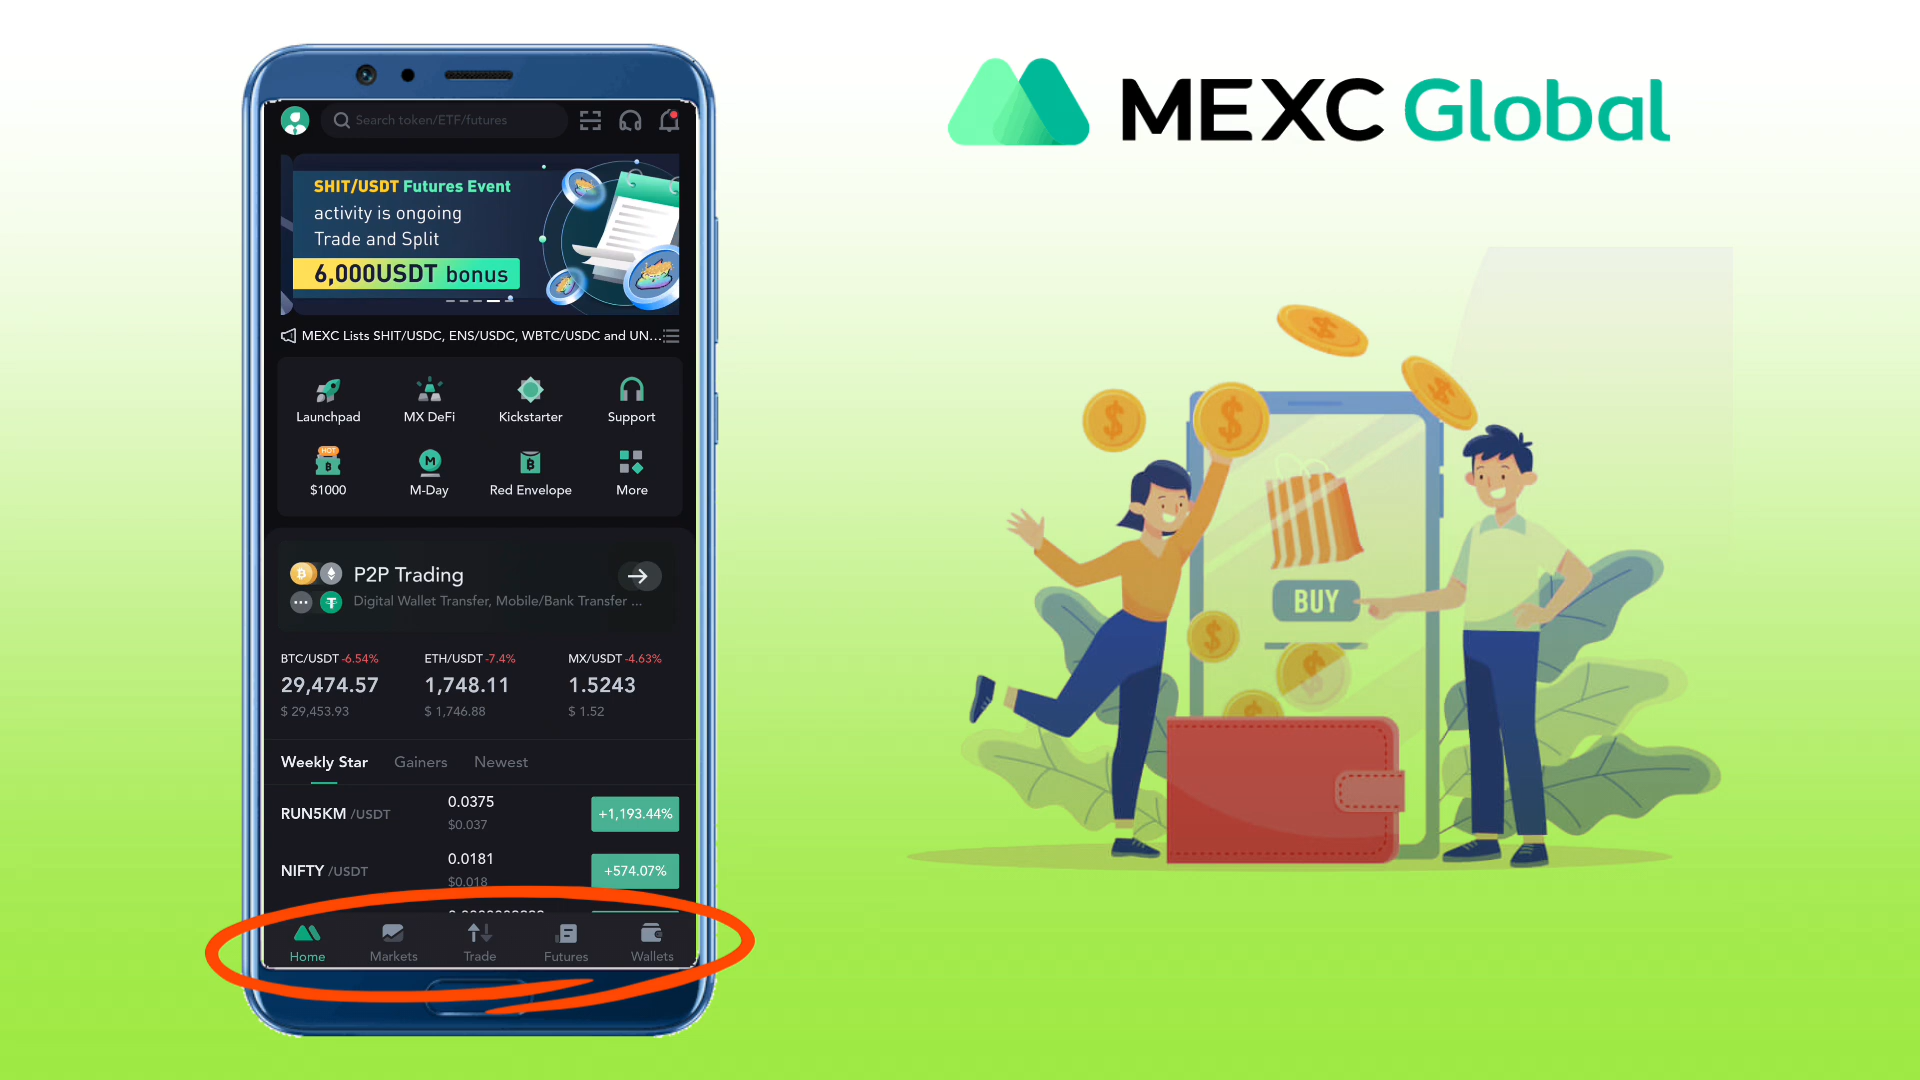 MEXC Global
Search token/ETF/futures
SHIT/USDT Futures Event
activity is ongoing
Trade and Split
6,000USDT bonus
MEXC Lists SHIT/USDC, ENS/USDC, WBTC/USDC and UN...
Launchpad MX DeFi Kickstarter Support
HOT
$1000 M-Day Red Envelope More
P2P Trading
Digital Wallet Transfer, Mobile/Bank Transfer ...
BTC/USDT -6.54% ETH/USDT -7.4% MX/USDT -4.63%
29,474.57 1,748.11 1.5243
$ 29,453.93 $ 1,746.88 $ 1.52
Weekly Star Gainers Newest
RUN5KM /USDT 0.0375 +1,193.44%
$0.037
NIFTY /USDT 0.0181 +574.07%
$0.018
Home Markets Trade Futures Wallets
BUY